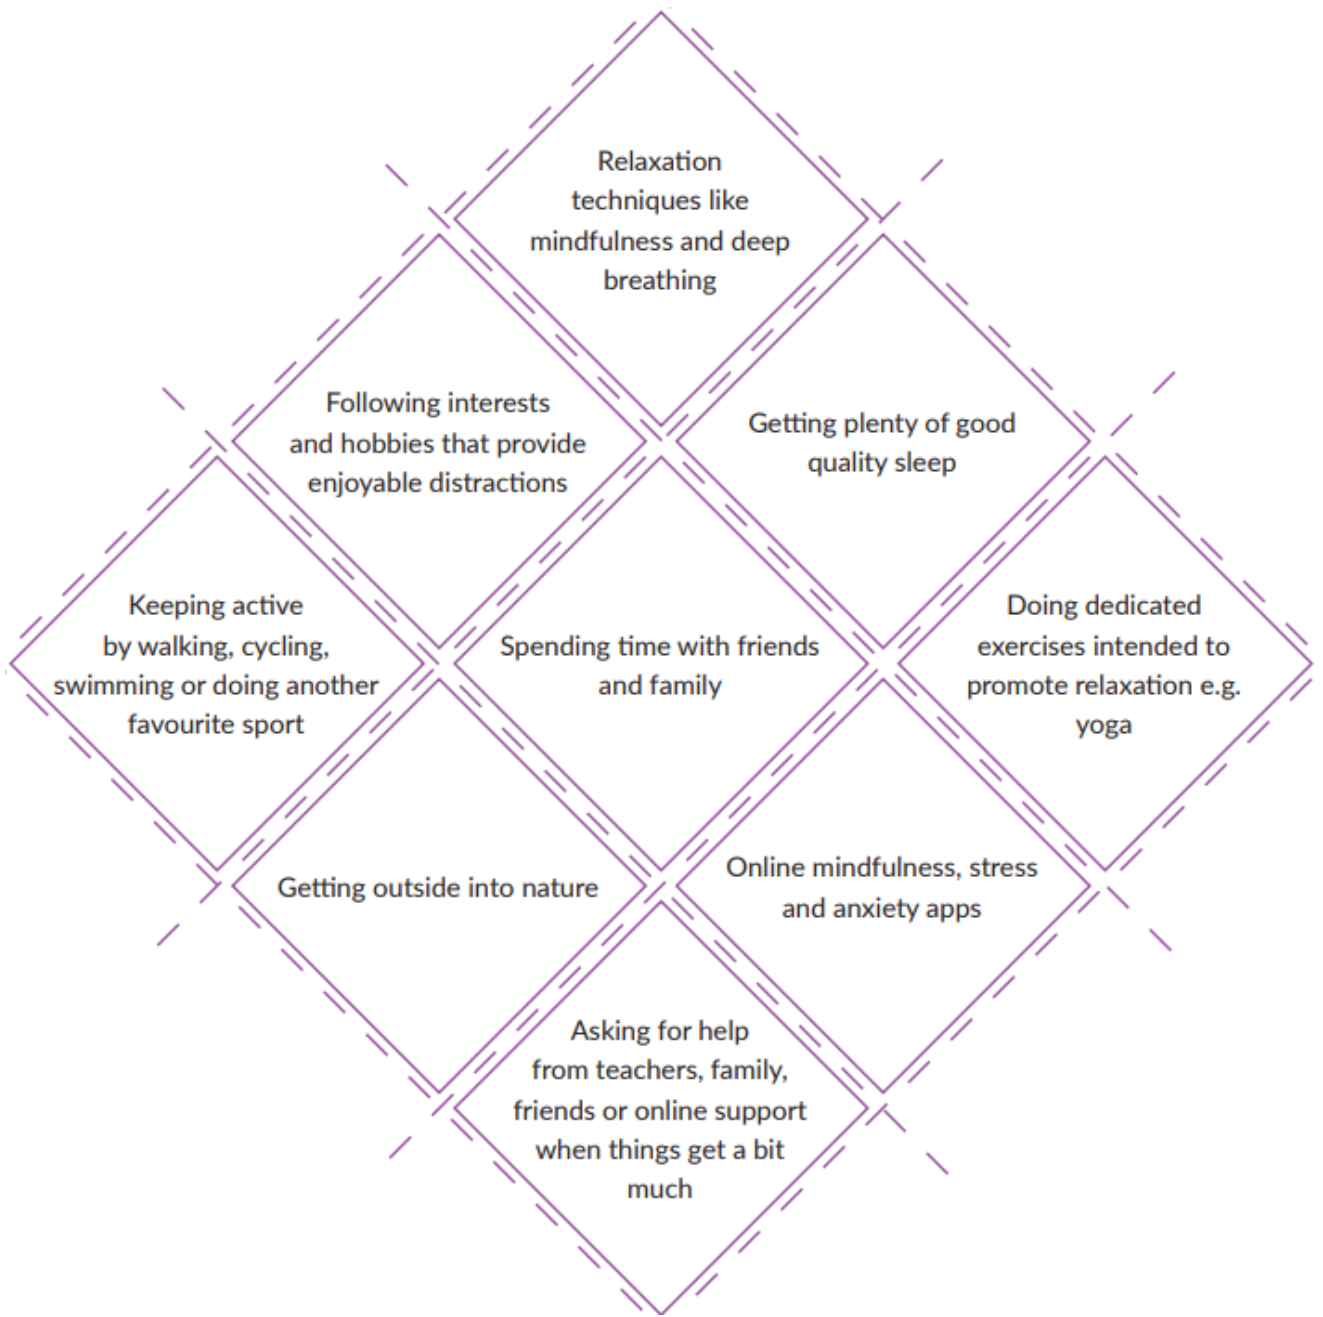 Relaxation
techniques like
mindfulness and deep
breathing
Following interests
and hobbies that provide
enjoyable distractions
Getting plenty of good
quality sleep
Keeping active
by walking, cycling,
swimming or doing another
favourite sport
Spending time with friends
and family
Doing dedicated
exercises intended to
promote relaxation e.g.
yoga
Getting outside into nature
Online mindfulness, stress
and anxiety apps
Asking for help
from teachers, family,
friends or online support
when things get a bit
much